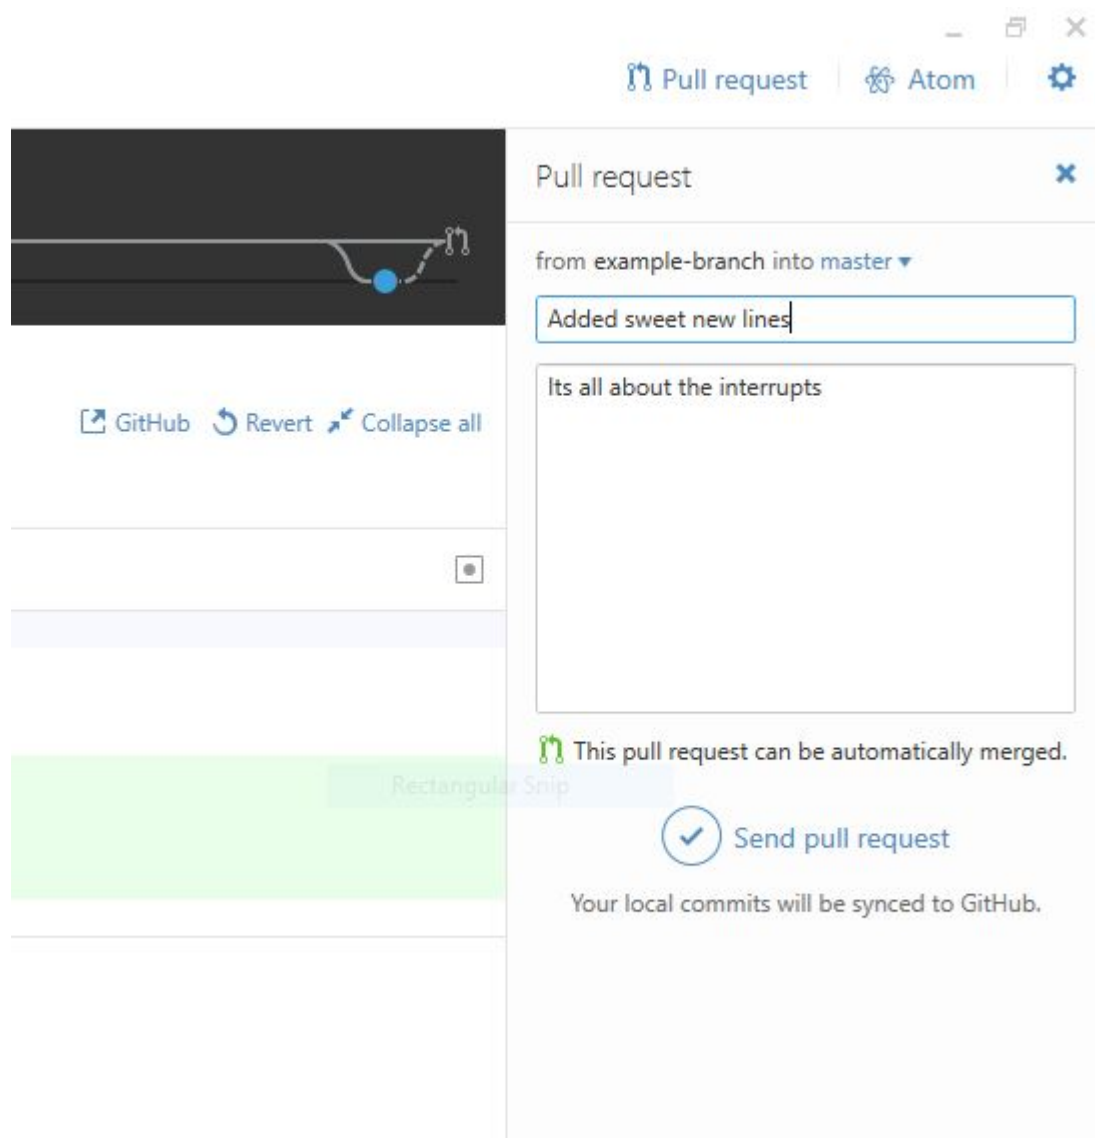 Pull request
Atom
Pull request
from example-branch into master
Added sweet new lines
Its all about the interrupts
GitHub Revert Collapse all
This pull request can be automatically merged.
Rectangular Snip
Send pull request
Your local commits will be synced to GitHub.